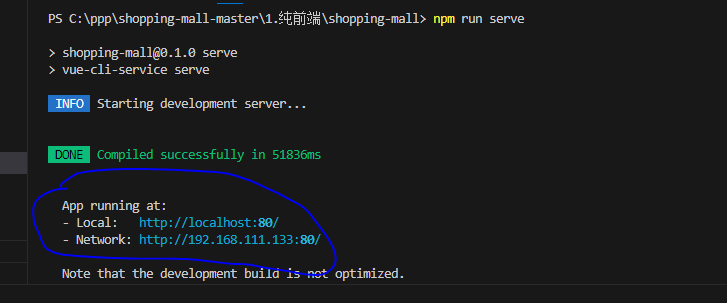 PS C:\ppp\shopping-mall-master\1.纯前端\shopping-mall> npm run serve
> shopping-mall@0.1.0 serve
> vue-cli-service serve
INFO Starting development server...
DONE Compiled successfully in 51836ms
App running at:
- Local: http://localhost:80/
- Network: http://192.168.111.133:80/
Note that the development build is not optimized.